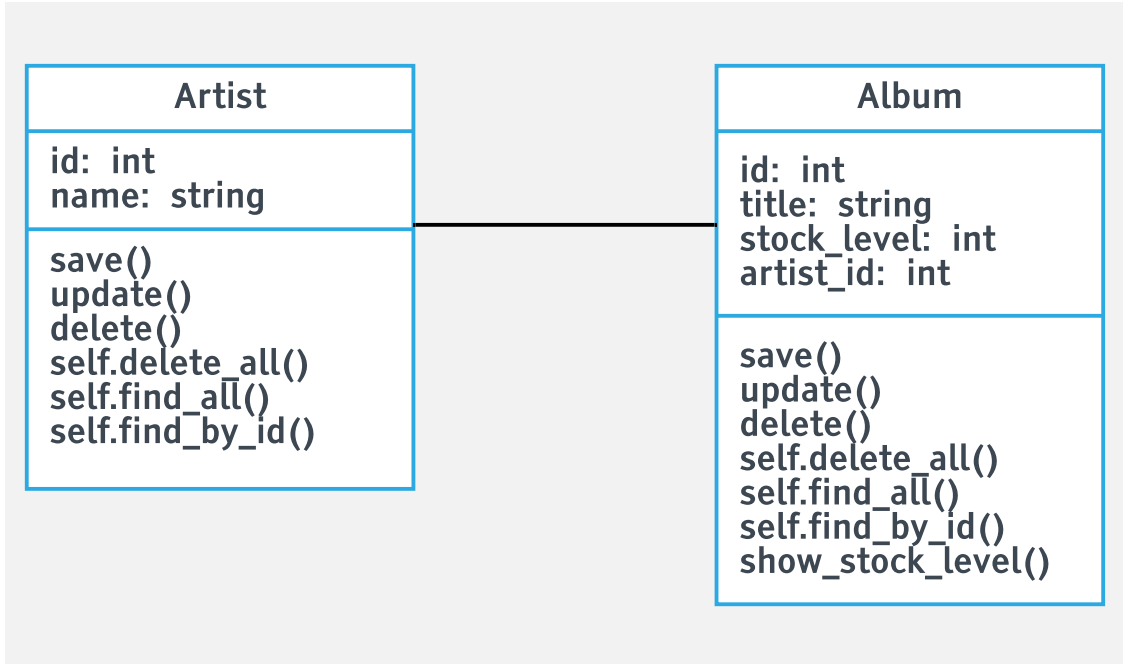 Artist
id: int
name: string
save()
update()
delete()
self.delete_all()
self.find_all()
self.find_by_id()
Album
id: int
title: string
stock_level: int
artist_id: int
save()
update()
delete()
self.delete_all()
self.find_all()
self.find_by_id()
show_stock_level()